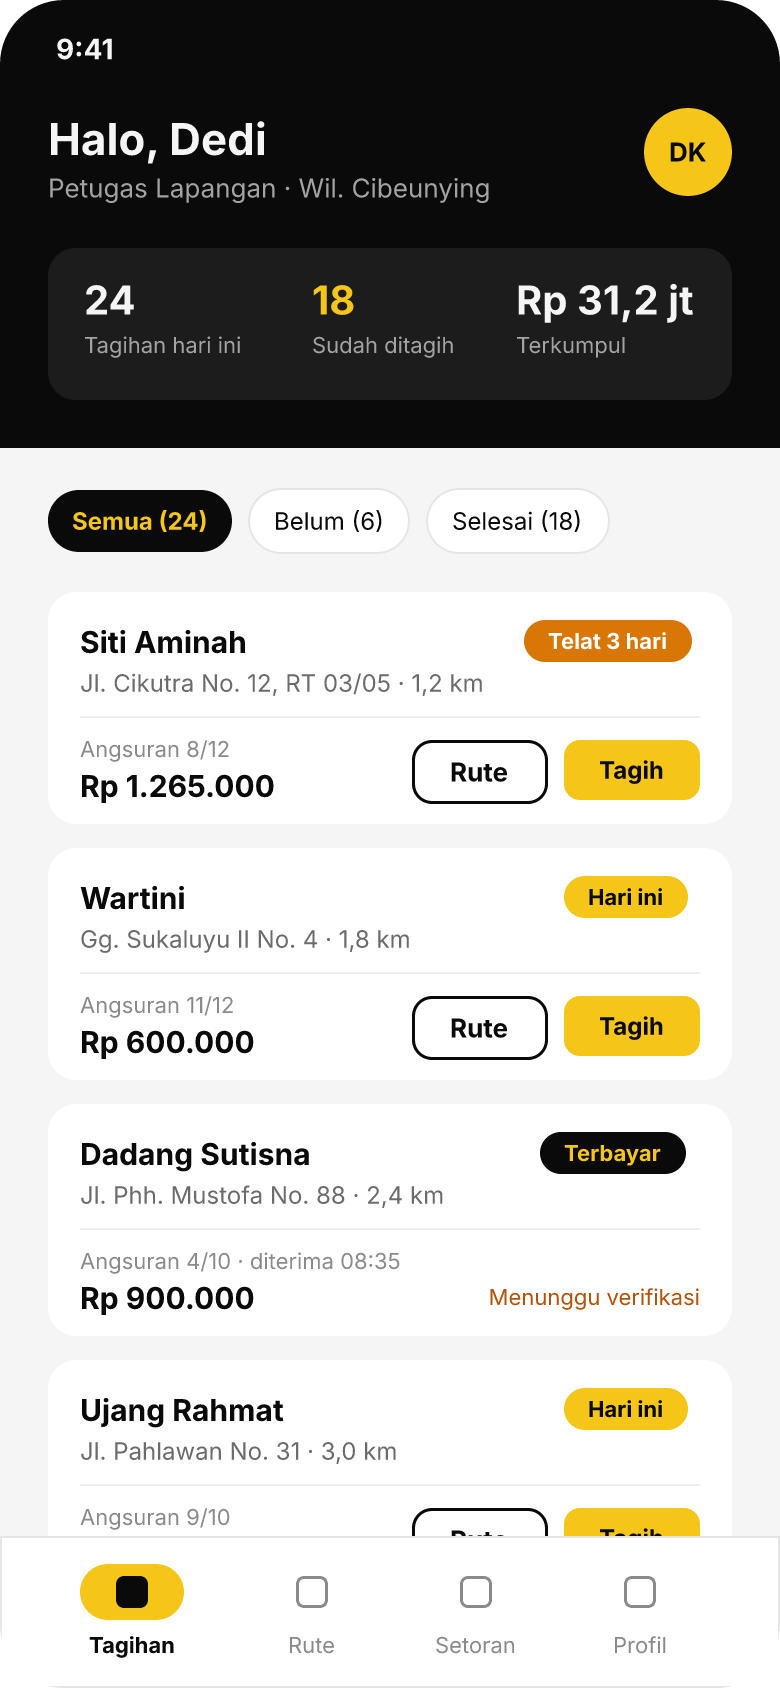 9:41
Halo, Dedi
Petugas Lapangan · Wil. Cibeunying
DK
24
Tagihan hari ini
18
Sudah ditagih
Rp 31,2 jt
Terkumpul
Semua (24)
Belum (6)
Selesai (18)
Siti Aminah
Telat 3 hari
Jl. Cikutra No. 12, RT 03/05 · 1,2 km
Angsuran 8/12
Rp 1.265.000
Rute
Tagih
Wartini
Hari ini
Gg. Sukaluyu II No. 4 · 1,8 km
Angsuran 11/12
Rp 600.000
Rute
Tagih
Dadang Sutisna
Terbayar
Jl. Phh. Mustofa No. 88 · 2,4 km
Angsuran 4/10 · diterima 08:35
Rp 900.000
Menunggu verifikasi
Ujang Rahmat
Hari ini
Jl. Pahlawan No. 31 · 3,0 km
Angsuran 9/10
Rute
Tagih
Tagihan
Rute
Setoran
Profil